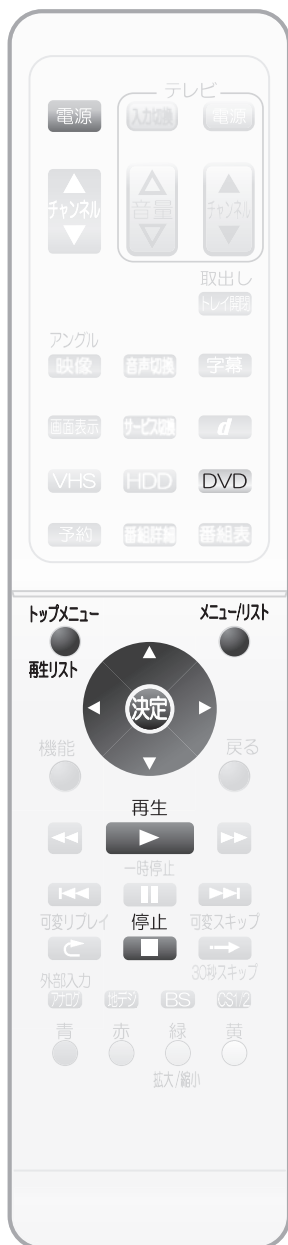 テレビ
電源 入力切換 電源
チャンネル 音量 チャンネル
取出し
トレイ開閉
アングル
映像 音声切換 字幕
画面表示 サービス切換 d
VHS HDD DVD
予約 番組詳細 番組表
トップメニュー メニュー/リスト
再生リスト
決定
機能 戻る
再生
一時停止
可変リプレイ 停止 可変スキップ
30秒スキップ
外部入力
アナログ 地デジ BS CS1/2
青 赤 緑 黄
拡大/縮小